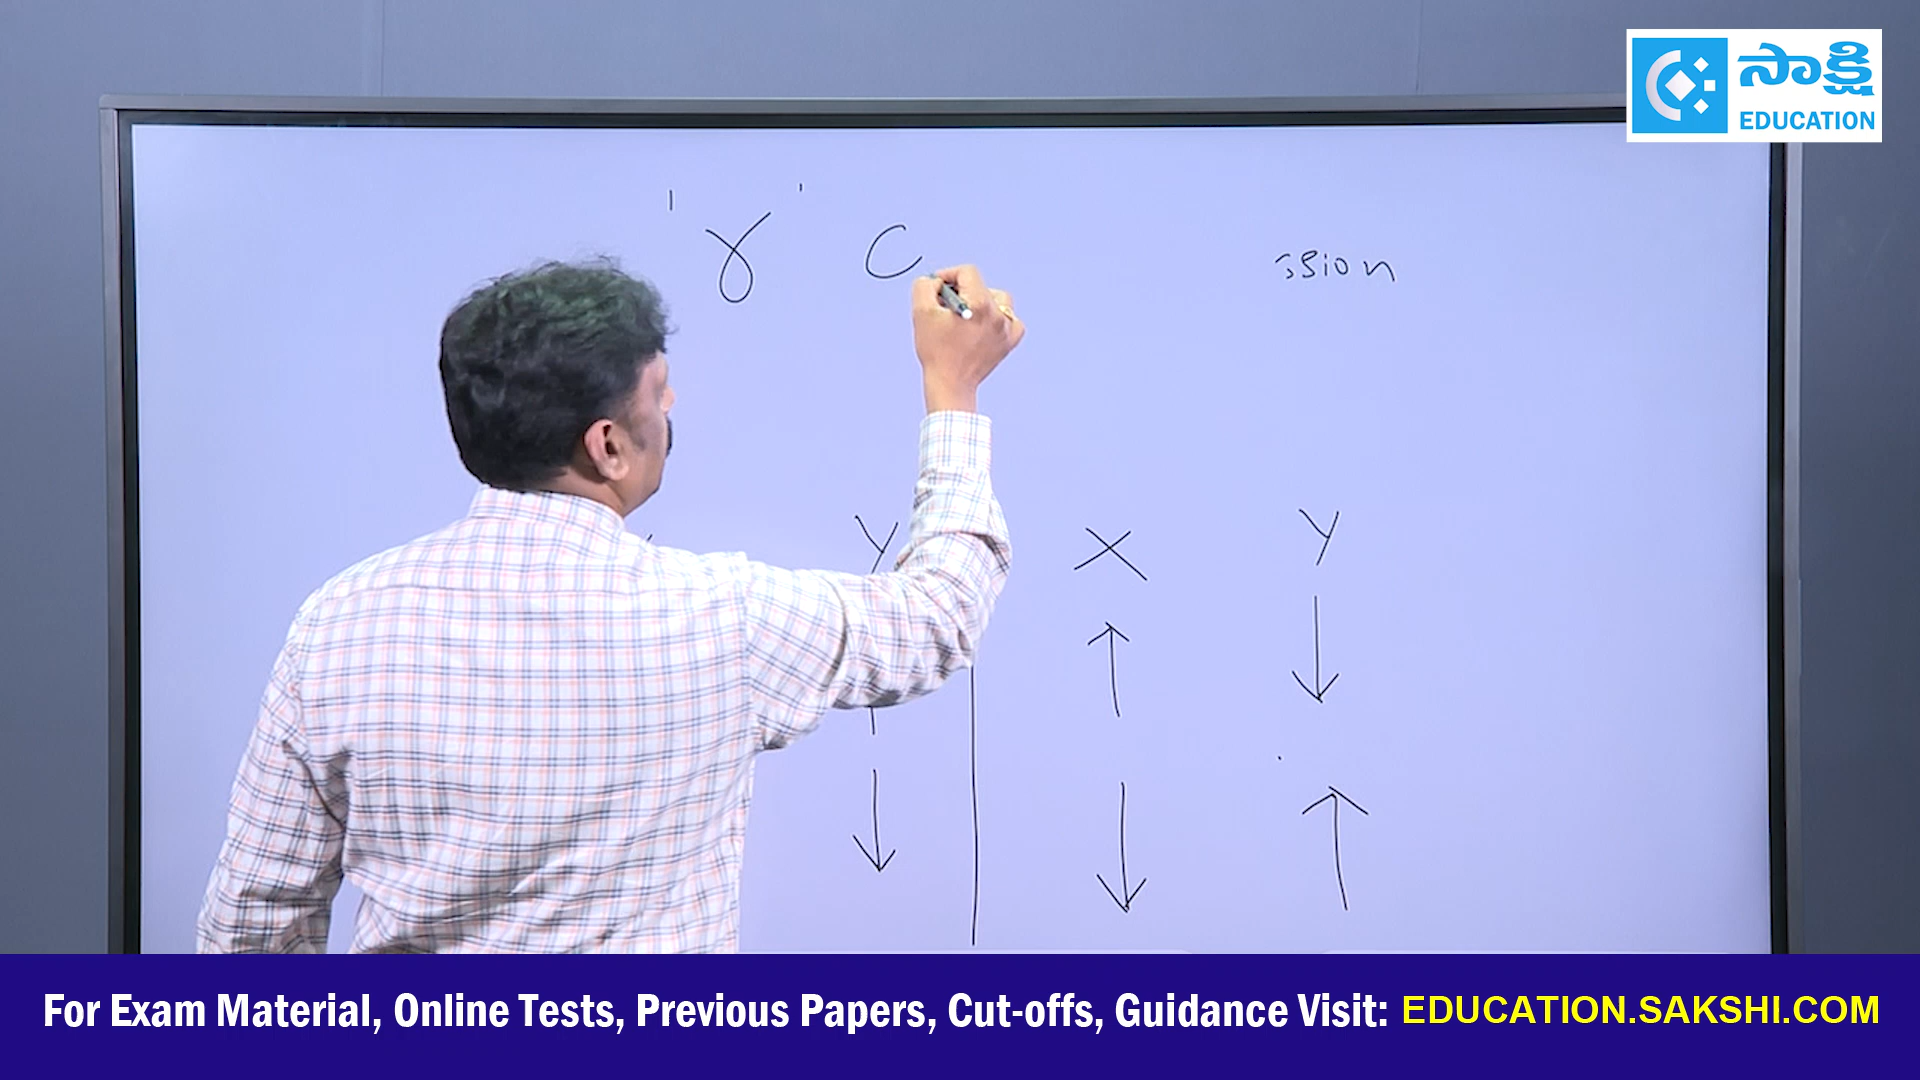 సాక్షి
EDUCATION
'γ' C ssion
Y X Y
For Exam Material, Online Tests, Previous Papers, Cut-offs, Guidance Visit: EDUCATION.SAKSHI.COM